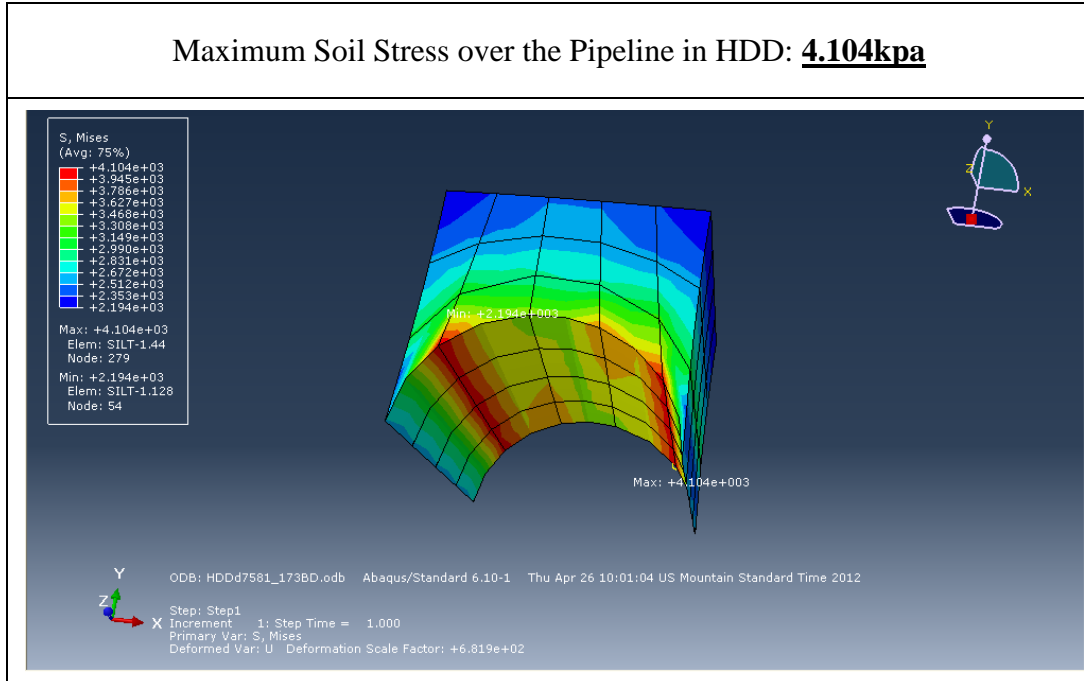 Maximum Soil Stress over the Pipeline in HDD: 4.104kpa
S, Mises
(Avg: 75%)
+4.104e+03
+3.945e+03
+3.786e+03
+3.627e+03
+3.468e+03
+3.308e+03
+3.149e+03
+2.990e+03
+2.831e+03
+2.672e+03
+2.512e+03
+2.353e+03
+2.194e+03
Max: +4.104e+03
Elem: SILT-1.44
Node: 279
Min: +2.194e+03
Elem: SILT-1.128
Node: 54
Y
Z
X
Min: +2.194e+003
Max: +4.104e+003
Y
Z
X
ODB: HDDd7581_173BD.odb Abaqus/Standard 6.10-1 Thu Apr 26 10:01:04 US Mountain Standard Time 2012
Step: Step1
Increment 1: Step Time = 1.000
Primary Var: S, Mises
Deformed Var: U Deformation Scale Factor: +6.819e+02